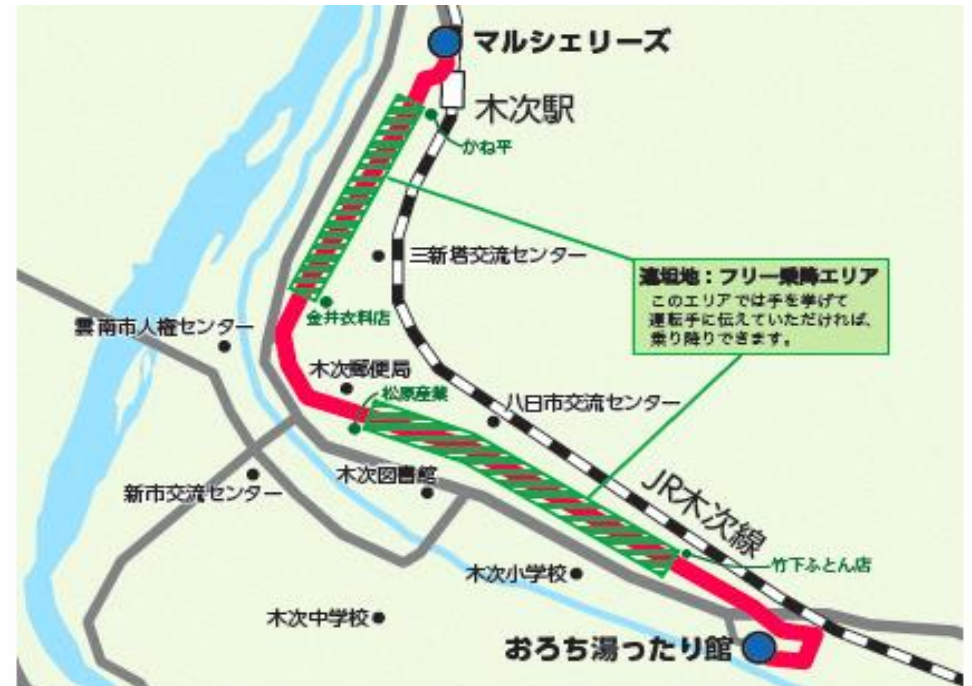 マルシェリーズ
木次駅
かね平
三新塔交流センター
連坦地：フリー乗降エリア
このエリアでは手を挙げて
運転手に伝えていただければ、
乗り降りできます。
金井衣料店
雲南市人権センター
木次郵便局
松原産業
八日市交流センター
木次図書館
新市交流センター
JR木次線
竹下ふとん店
木次小学校
木次中学校
おろち湯ったり館